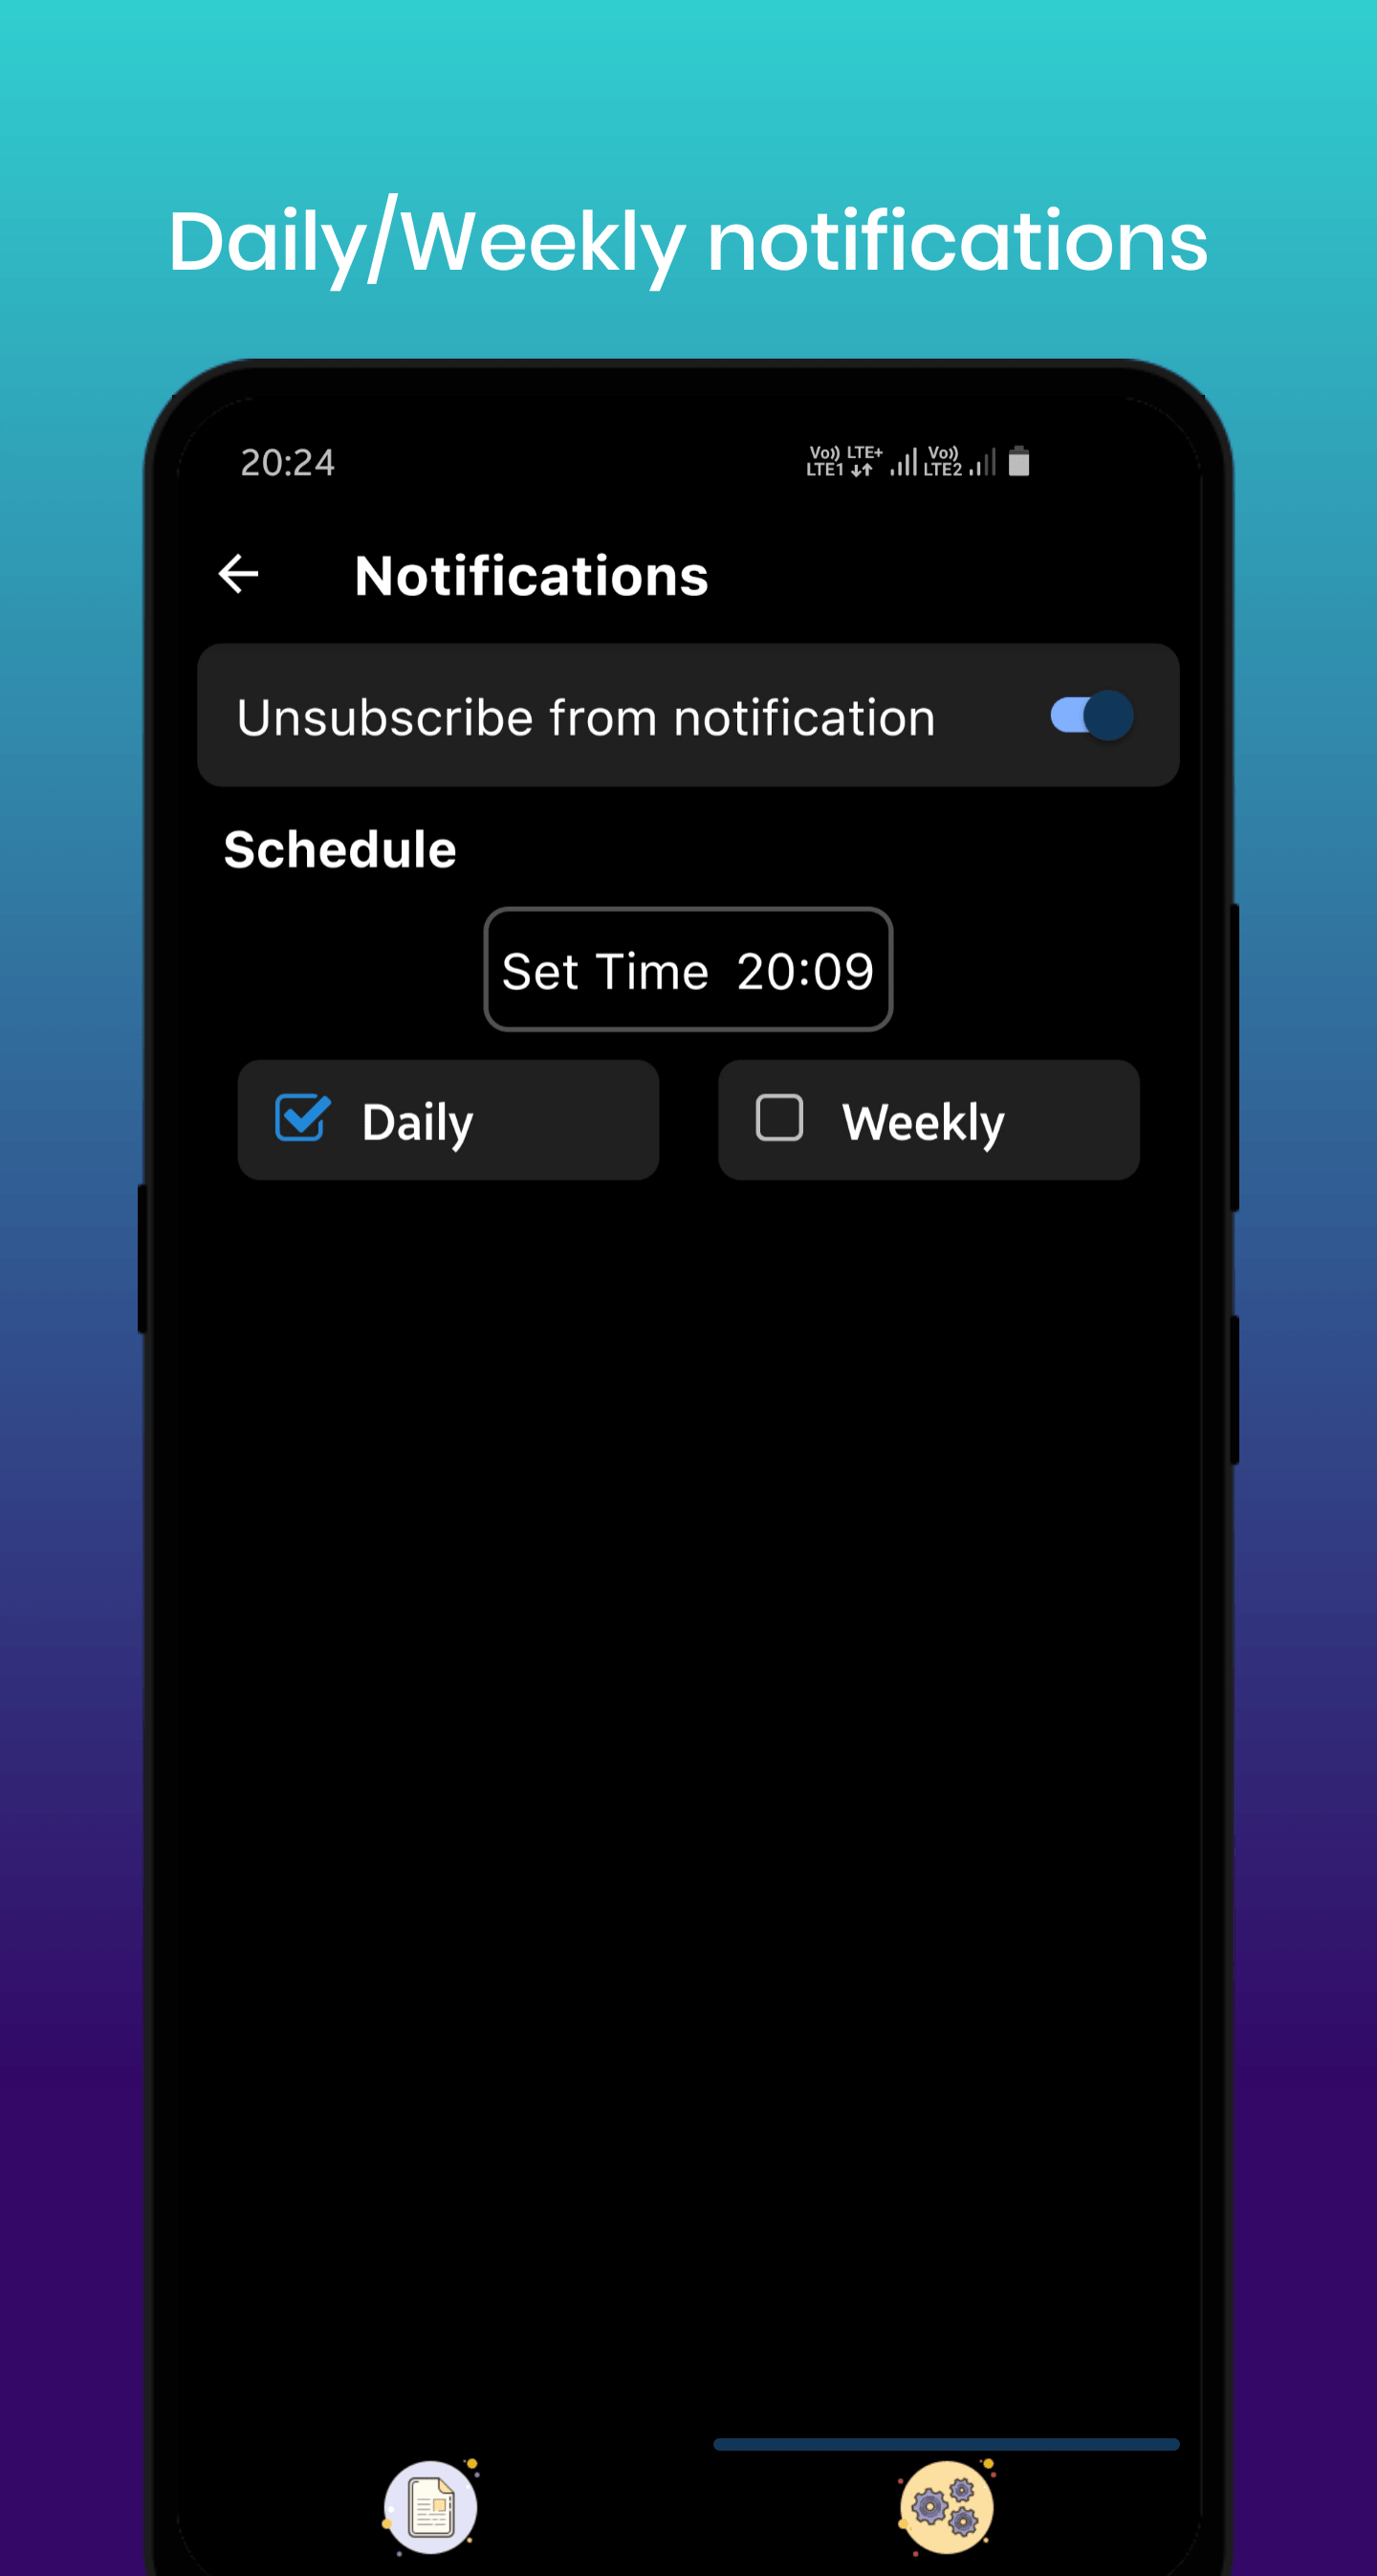 Daily/Weekly notifications
20:24
Vo)) LTE+ Vo))
LTE1 LTE2
Notifications
Unsubscribe from notification
Schedule
Set Time 20:09
Daily Weekly